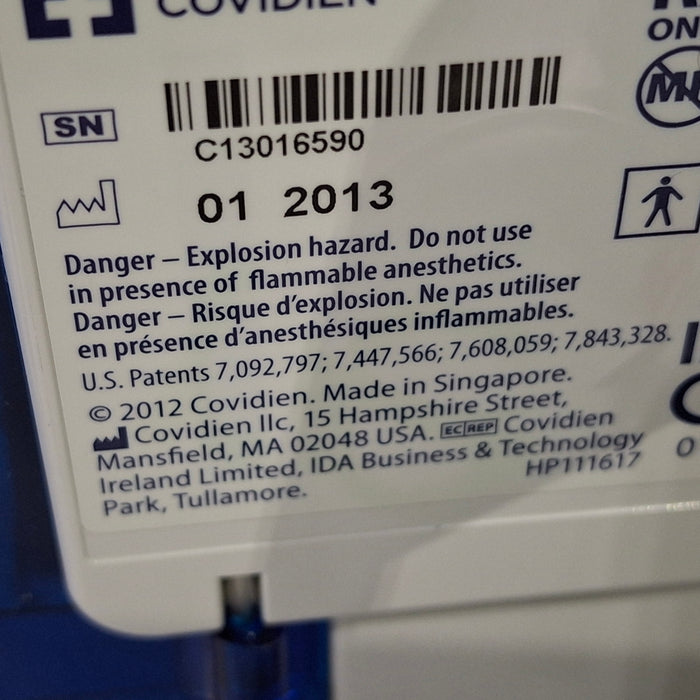 COVIDIEN
ON
SN
C13016590
01 2013
Danger – Explosion hazard. Do not use
in presence of flammable anesthetics.
Danger – Risque d'explosion. Ne pas utiliser
en présence d'anesthésiques inflammables.
U.S. Patents 7,092,797; 7,447,566; 7,608,059; 7,843,328.
© 2012 Covidien. Made in Singapore.
Covidien llc, 15 Hampshire Street,
Mansfield, MA 02048 USA. EC REP Covidien
Ireland Limited, IDA Business & Technology
Park, Tullamore.
HP111617